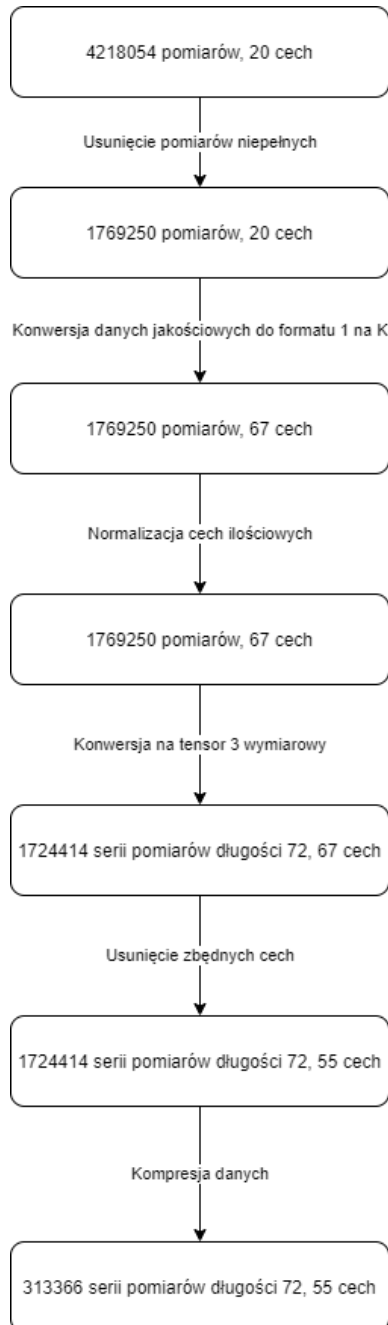 4218054 pomiarów, 20 cech
Usunięcie pomiarów niepełnych
1769250 pomiarów, 20 cech
Konwersja danych jakościowych do formatu 1 na K
1769250 pomiarów, 67 cech
Normalizacja cech ilościowych
1769250 pomiarów, 67 cech
Konwersja na tensor 3 wymiarowy
1724414 serii pomiarów długości 72, 67 cech
Usunięcie zbędnych cech
1724414 serii pomiarów długości 72, 55 cech
Kompresja danych
313366 serii pomiarów długości 72, 55 cech